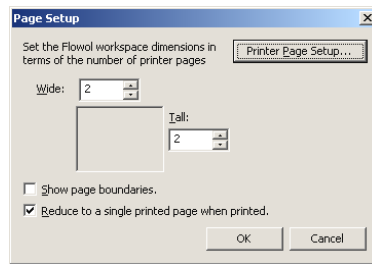 Page Setup
Set the Flowol workspace dimensions in
terms of the number of printer pages
Printer Page Setup...
Wide: 2
Tall:
2
Show page boundaries.
Reduce to a single printed page when printed.
OK Cancel